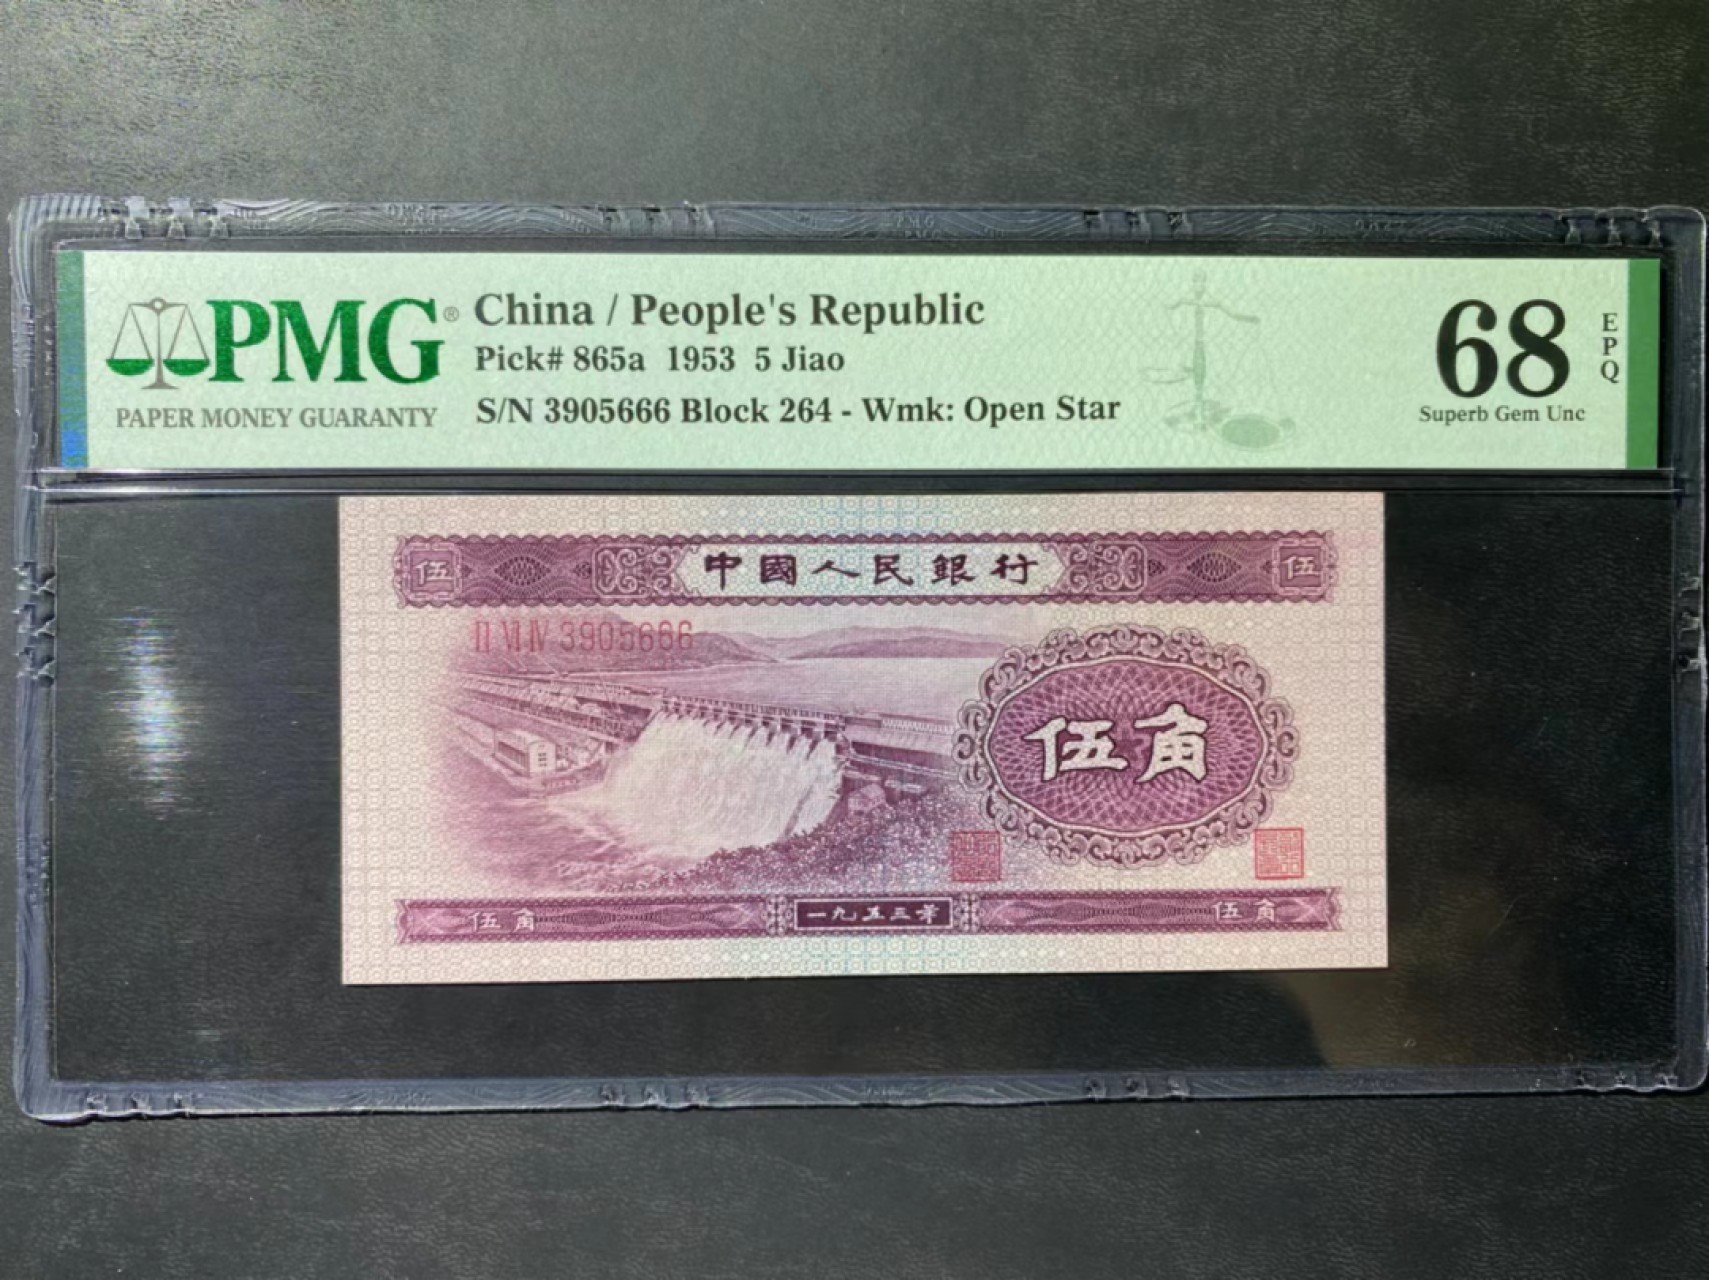 PMG®
PAPER MONEY GUARANTY
China / People's Republic
Pick# 865a 1953 5 Jiao
S/N 3905666 Block 264 - Wmk: Open Star
68
EPQ
Superb Gem Unc
伍 中國人民銀行 伍
II VII IV 3905666
伍角
伍角 一九五三年 伍角